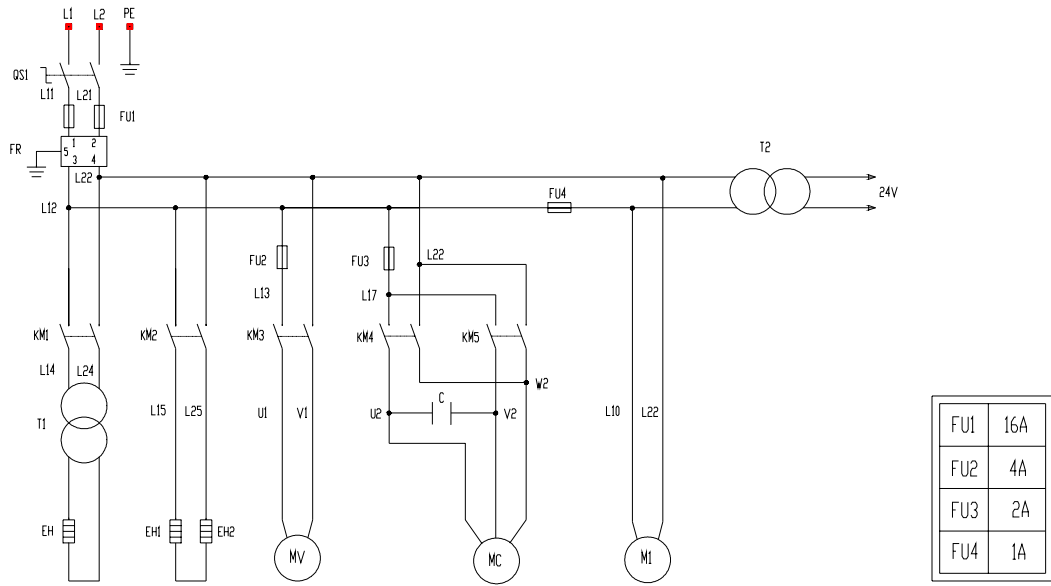 L1 L2 PE
QS1
L11 L21
FU1
1 2
FR 5
3 4
T2
L22
FU4 24V
L12
FU2 FU3 L22
L13 L17
KM1 KM2 KM3 KM4 KM5
L14 L24
W2
C
T1 L15 L25 U1 V1 U2 V2 L10 L22
FU1 16A
FU2 4A
FU3 2A
FU4 1A
EH EH1 EH2 MV MC M1